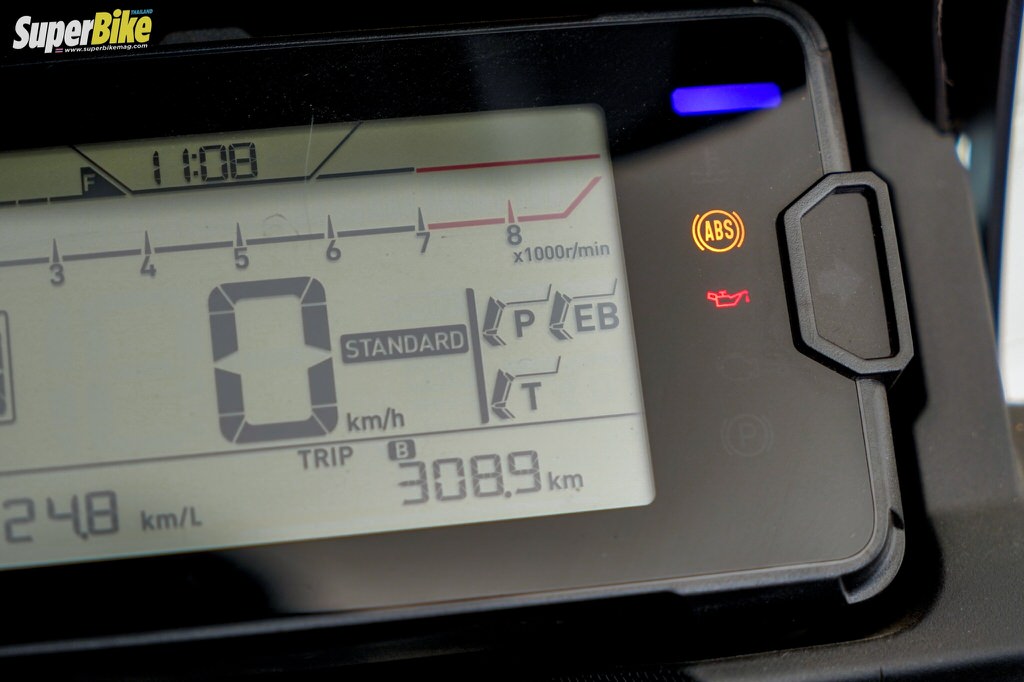 SuperBike
THAILAND
www.superbikemag.com
F
11:08
3 4 5 6 7 8
x1000r/min
ABS
P EB
STANDARD
T
0 km/h
TRIP B
24.8 km/L 308.9 km
P